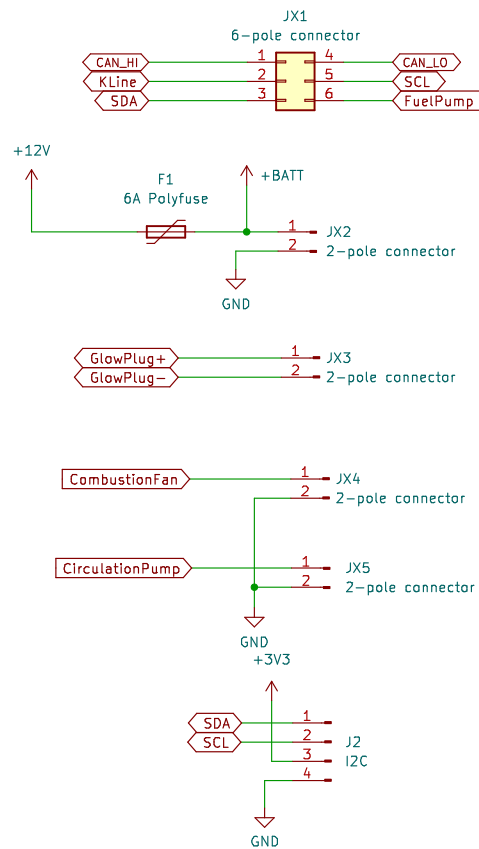 JX1
6-pole connector
CAN_HI 1 4 CAN_LO
KLine 2 5 SCL
SDA 3 6 FuelPump
+12V
F1
6A Polyfuse
+BATT
1 JX2
2 2-pole connector
GND
GlowPlug+ 1 JX3
GlowPlug- 2 2-pole connector
CombustionFan 1 JX4
2 2-pole connector
CirculationPump 1 JX5
2 2-pole connector
GND
+3V3
SDA 1
SCL 2 J2
3 I2C
4
GND